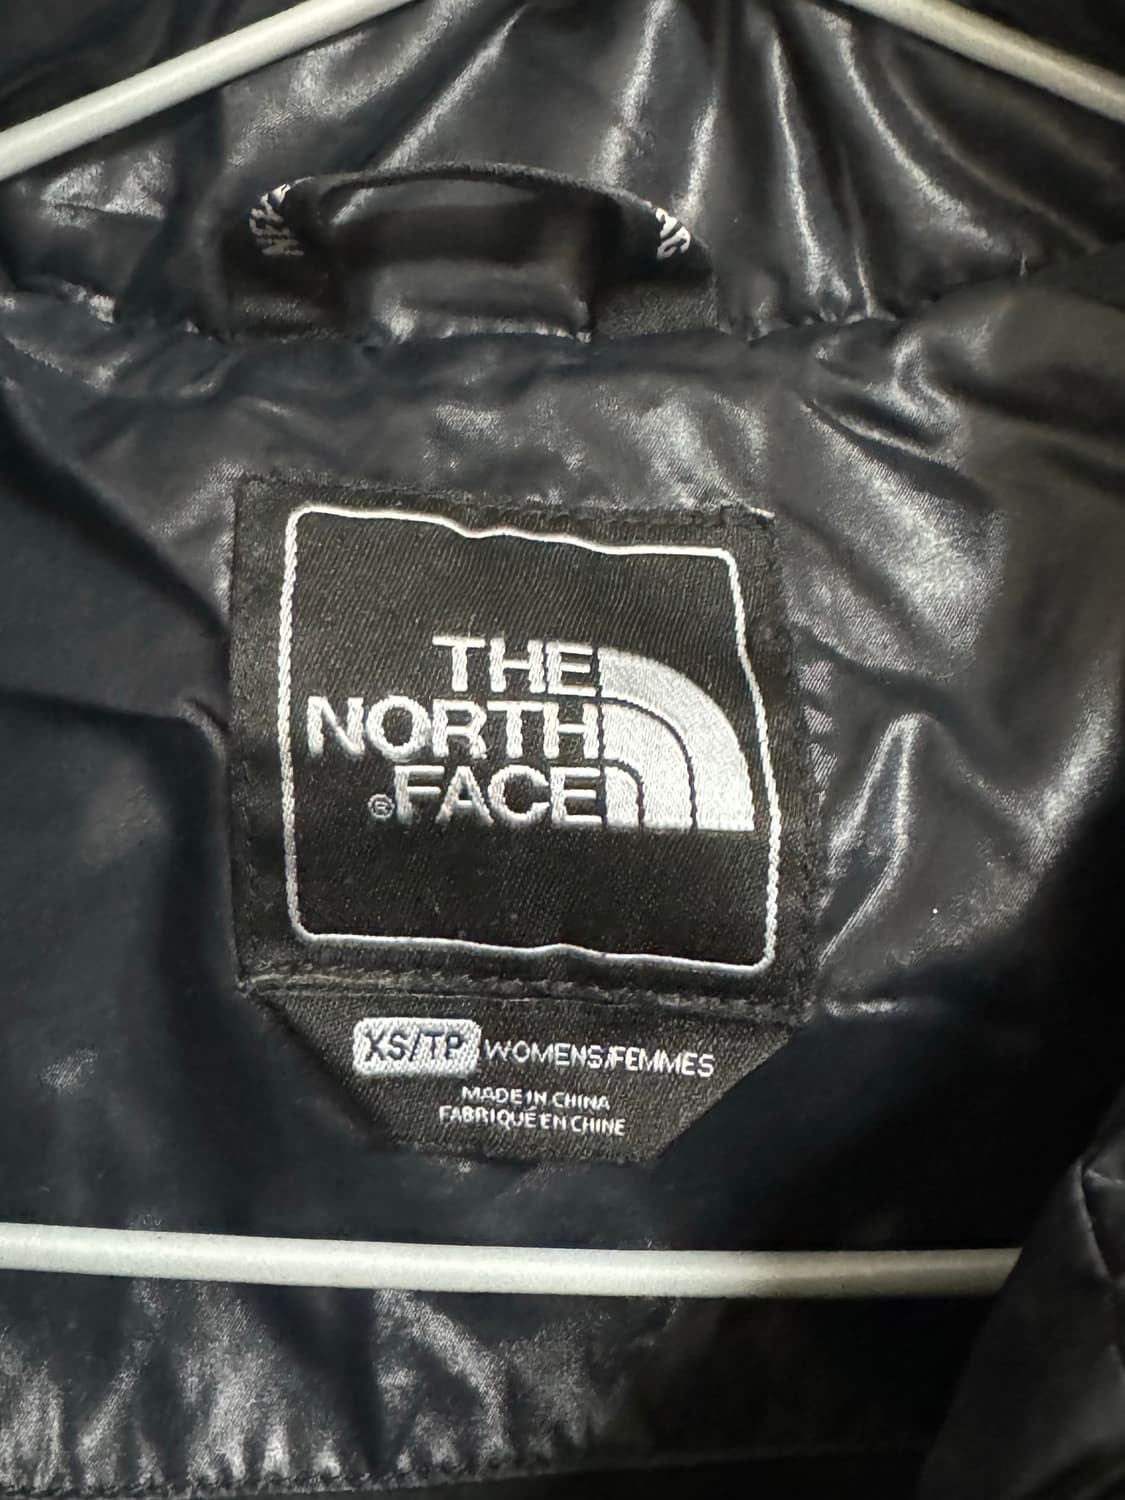 THE
NORTH
®FACE
XS/TP WOMENS/FEMMES
MADE IN CHINA
FABRIQUÉ EN CHINE